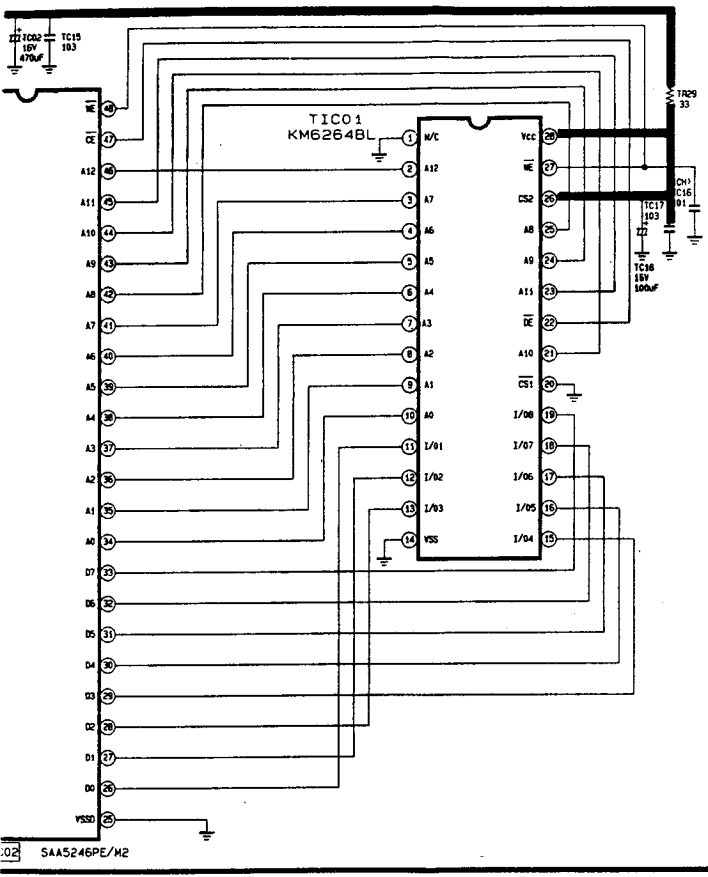 TC02
16V
470uF
TC15
103
TR29
33
TIC01
KM6264BL
WE 48
CE 47
A12 46
A11 45
A10 44
A9 43
A8 42
A7 41
A6 40
A5 39
A4 38
A3 37
A2 36
A1 35
A0 34
D7 33
D6 32
D5 31
D4 30
D3 29
D2 28
D1 27
D0 26
VSSD 25
1 N/C
2 A12
3 A7
4 A6
5 A5
6 A4
7 A3
8 A2
9 A1
10 A0
11 I/O1
12 I/O2
13 I/O3
14 VSS
Vcc 28
WE 27
CS2 26
A8 25
A9 24
A11 23
OE 22
A10 21
CS1 20
I/O8 19
I/O7 18
I/O6 17
I/O5 16
I/O4 15
(CH)
C16
01
TC17
103
TC18
16V
100uF
C02
SAA5246PE/M2